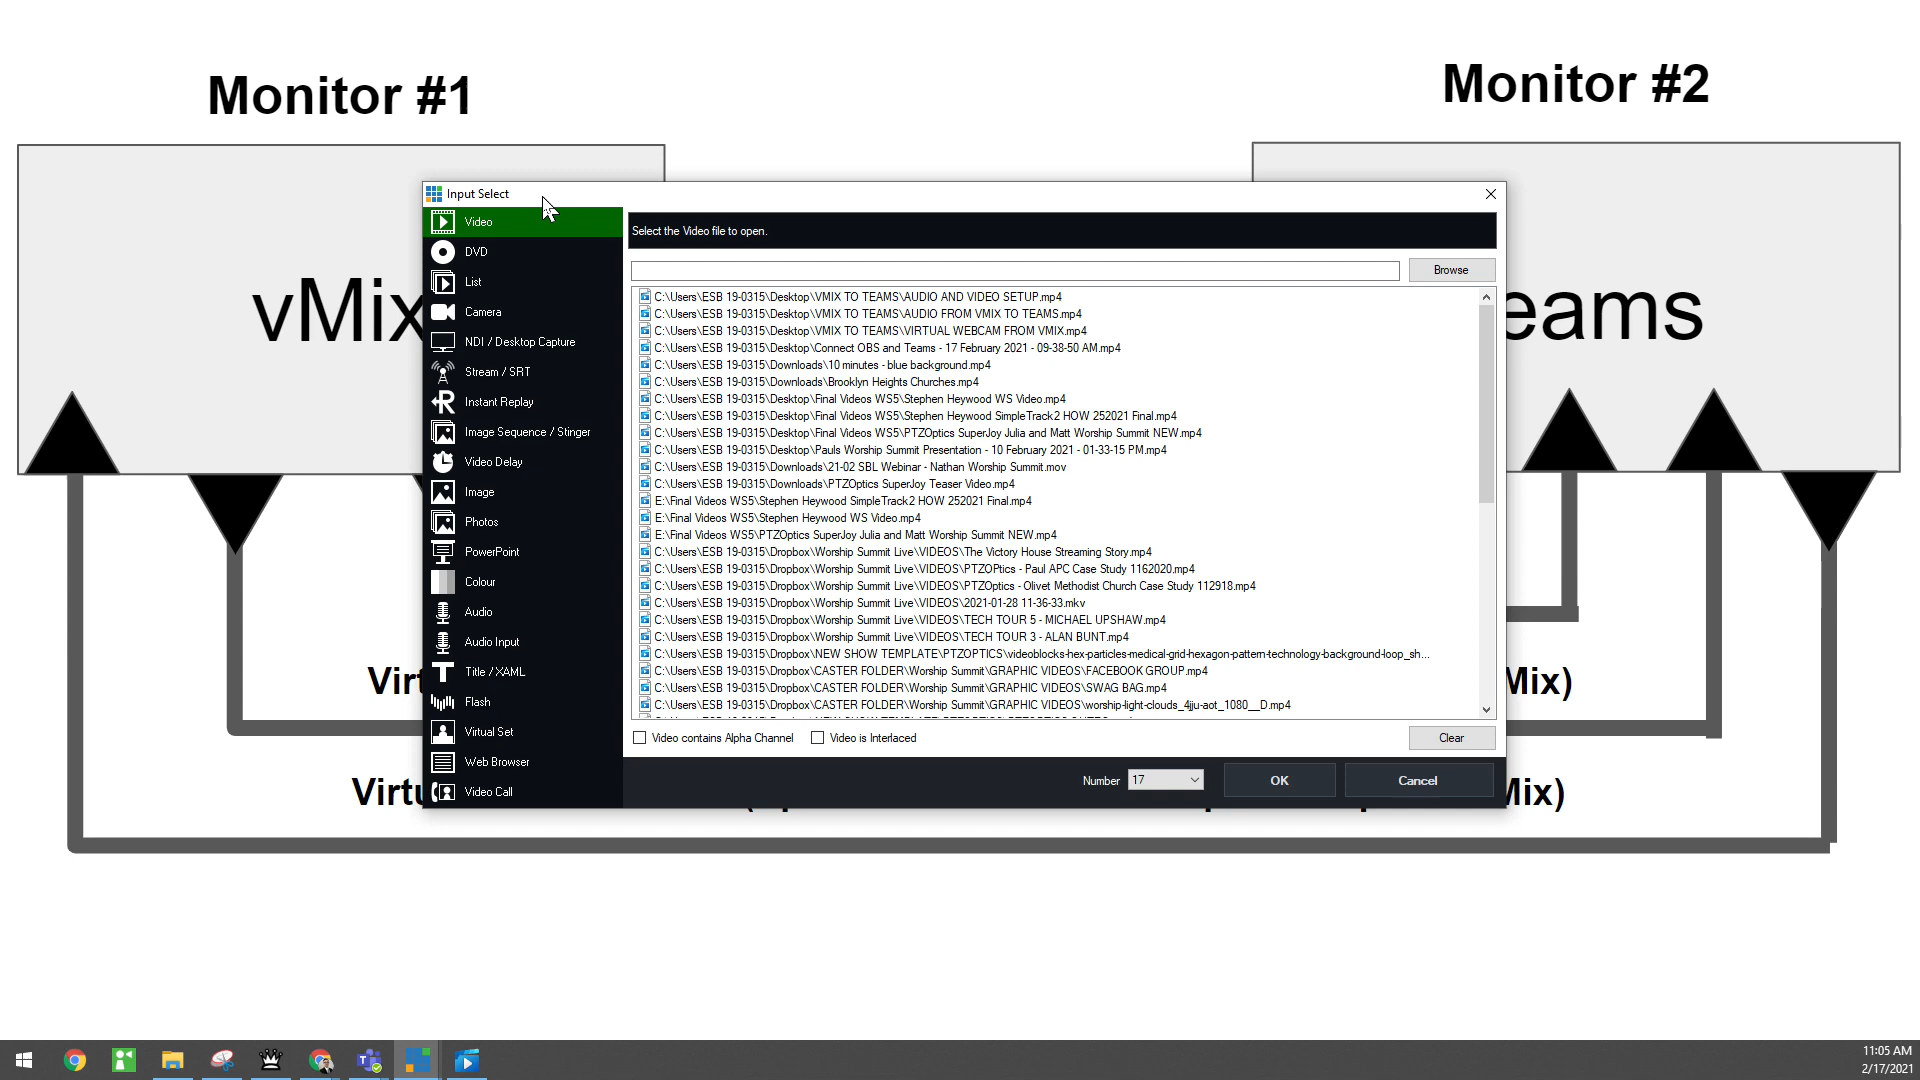 Monitor #1
Monitor #2
Input Select
Video
DVD
List
Camera
NDI / Desktop Capture
Stream / SRT
Instant Replay
Image Sequence / Stinger
Video Delay
Image
Photos
PowerPoint
Colour
Audio
Audio Input
Title / XAML
Flash
Virtual Set
Web Browser
Video Call
Select the Video file to open.
Browse
C:\Users\ESB 19-0315\Desktop\VMIX TO TEAMS\AUDIO AND VIDEO SETUP.mp4
C:\Users\ESB 19-0315\Desktop\VMIX TO TEAMS\AUDIO FROM VMIX TO TEAMS.mp4
C:\Users\ESB 19-0315\Desktop\VMIX TO TEAMS\VIRTUAL WEBCAM FROM VMIX.mp4
C:\Users\ESB 19-0315\Desktop\Connect OBS and Teams - 17 February 2021 - 09-38-50 AM.mp4
C:\Users\ESB 19-0315\Downloads\10 minutes - blue background.mp4
C:\Users\ESB 19-0315\Downloads\Brooklyn Heights Churches.mp4
C:\Users\ESB 19-0315\Desktop\Final Videos WS5\Stephen Heywood WS Video.mp4
C:\Users\ESB 19-0315\Desktop\Final Videos WS5\Stephen Heywood SimpleTrack2 HOW 252021 Final.mp4
C:\Users\ESB 19-0315\Desktop\Final Videos WS5\PTZOptics SuperJoy Julia and Matt Worship Summit NEW.mp4
C:\Users\ESB 19-0315\Desktop\Pauls Worship Summit Presentation - 10 February 2021 - 01-33-15 PM.mp4
C:\Users\ESB 19-0315\Downloads\21-02 SBL Webinar - Nathan Worship Summit.mov
C:\Users\ESB 19-0315\Downloads\PTZOptics SuperJoy Teaser Video.mp4
E:\Final Videos WS5\Stephen Heywood SimpleTrack2 HOW 252021 Final.mp4
E:\Final Videos WS5\Stephen Heywood WS Video.mp4
E:\Final Videos WS5\PTZOptics SuperJoy Julia and Matt Worship Summit NEW.mp4
C:\Users\ESB 19-0315\Dropbox\Worship Summit Live\VIDEOS\The Victory House Streaming Story.mp4
C:\Users\ESB 19-0315\Dropbox\Worship Summit Live\VIDEOS\PTZOPtics - Paul APC Case Study 1162020.mp4
C:\Users\ESB 19-0315\Dropbox\Worship Summit Live\VIDEOS\PTZOptics - Olivet Methodist Church Case Study 112918.mp4
C:\Users\ESB 19-0315\Dropbox\Worship Summit Live\VIDEOS\2021-01-28 11-36-33.mkv
C:\Users\ESB 19-0315\Dropbox\Worship Summit Live\VIDEOS\TECH TOUR 5 - MICHAEL UPSHAW.mp4
C:\Users\ESB 19-0315\Dropbox\Worship Summit Live\VIDEOS\TECH TOUR 3 - ALAN BUNT.mp4
C:\Users\ESB 19-0315\Dropbox\NEW SHOW TEMPLATE\PTZOPTICS\videoblocks-hex-particles-medical-grid-hexagon-pattern-technology-background-loop_sh...
C:\Users\ESB 19-0315\Dropbox\CASTER FOLDER\Worship Summit\GRAPHIC VIDEOS\FACEBOOK GROUP.mp4
C:\Users\ESB 19-0315\Dropbox\CASTER FOLDER\Worship Summit\GRAPHIC VIDEOS\SWAG BAG.mp4
C:\Users\ESB 19-0315\Dropbox\CASTER FOLDER\Worship Summit\GRAPHIC VIDEOS\worship-light-clouds_4jju-aot_1080__D.mp4
Video contains Alpha Channel
Video is Interlaced
Clear
Number
17
OK
Cancel
vMix
eams
Virt
Mix)
Virtu
Mix)
11:05 AM
2/17/2021